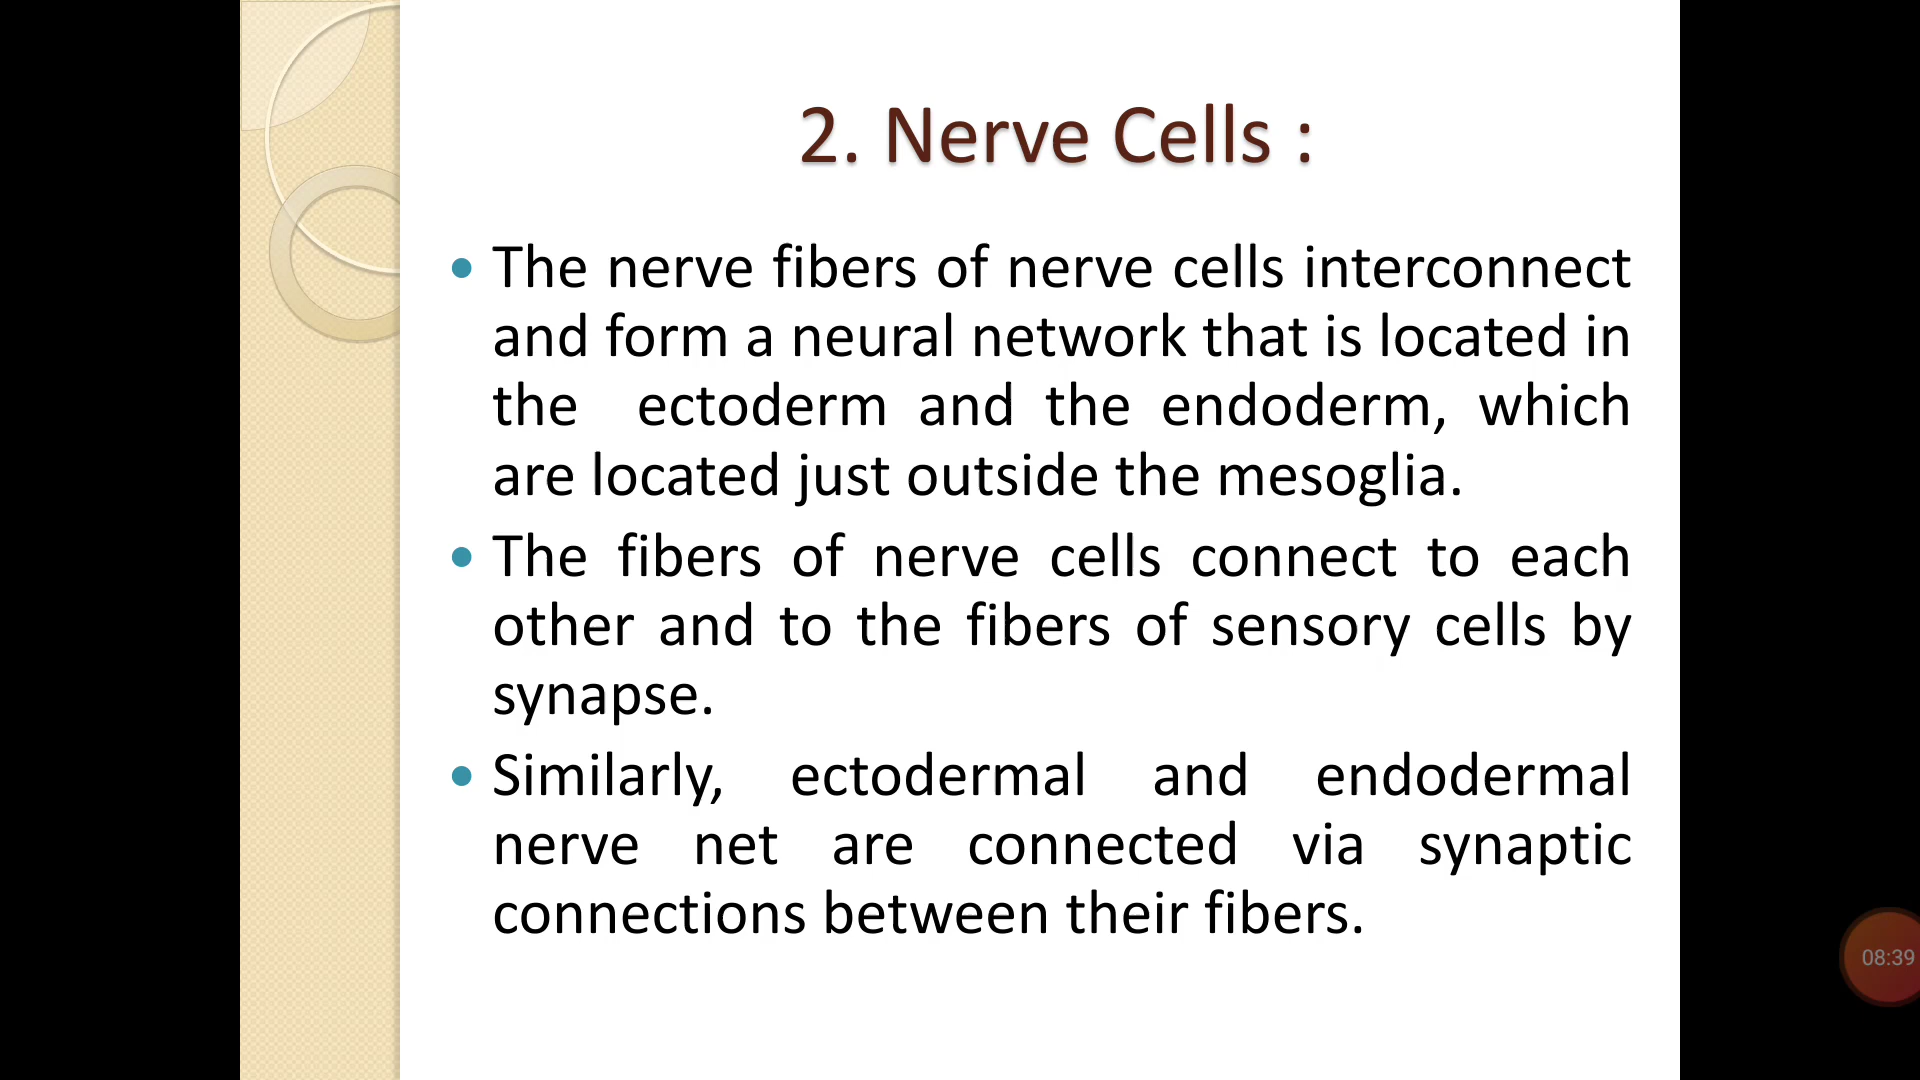 2. Nerve Cells :
• The nerve fibers of nerve cells interconnect
and form a neural network that is located in
the ectoderm and the endoderm, which
are located just outside the mesoglia.
• The fibers of nerve cells connect to each
other and to the fibers of sensory cells by
synapse.
• Similarly, ectodermal and endodermal
nerve net are connected via synaptic
connections between their fibers.
08:39